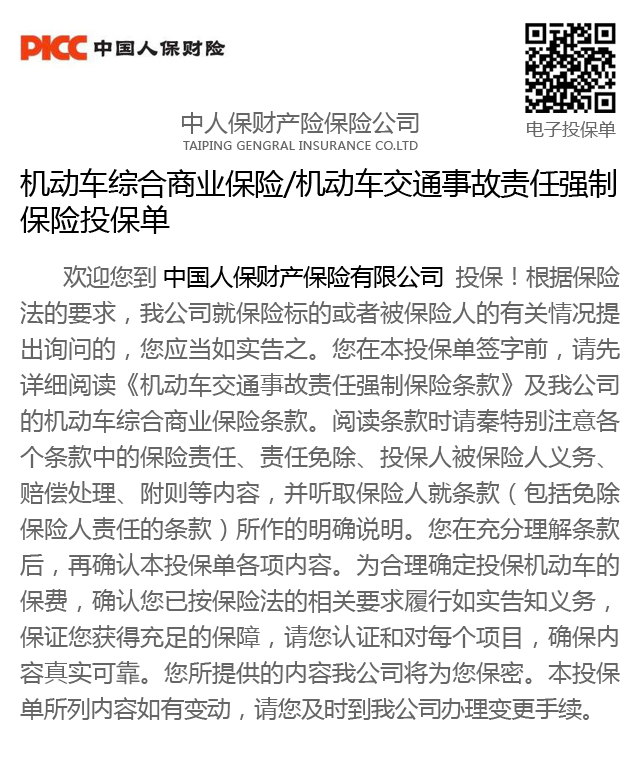 PICC 中国人保财险
电子投保单
中人保财产险保险公司
TAIPING GENGRAL INSURANCE CO.LTD
机动车综合商业保险/机动车交通事故责任强制
保险投保单
欢迎您到 中国人保财产保险有限公司 投保！根据保险
法的要求，我公司就保险标的或者被保险人的有关情况提
出询问的，您应当如实告之。您在本投保单签字前，请先
详细阅读《机动车交通事故责任强制保险条款》及我公司
的机动车综合商业保险条款。阅读条款时请秦特别注意各
个条款中的保险责任、责任免除、投保人被保险人义务、
赔偿处理、附则等内容，并听取保险人就条款（包括免除
保险人责任的条款）所作的明确说明。您在充分理解条款
后，再确认本投保单各项内容。为合理确定投保机动车的
保费，确认您已按保险法的相关要求履行如实告知义务，
保证您获得充足的保障，请您认证和对每个项目，确保内
容真实可靠。您所提供的内容我公司将为您保密。本投保
单所列内容如有变动，请您及时到我公司办理变更手续。